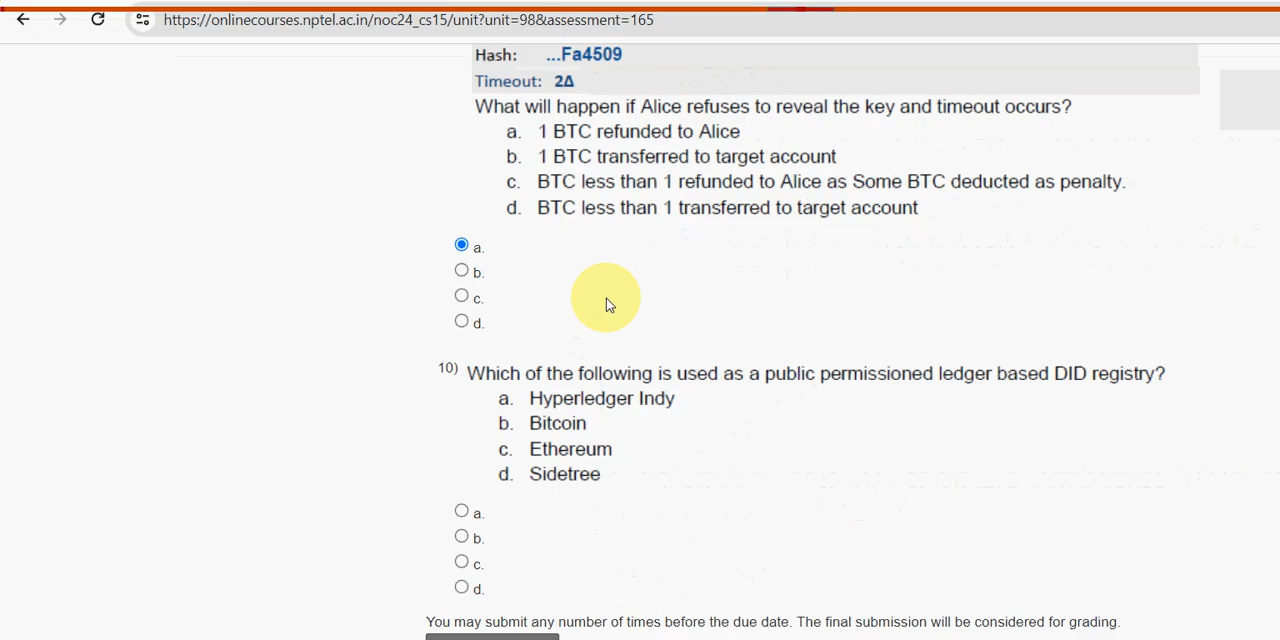 https://onlinecourses.nptel.ac.in/noc24_cs15/unit?unit=98&assessment=165
Hash: ...Fa4509
Timeout: 2Δ
What will happen if Alice refuses to reveal the key and timeout occurs?
a. 1 BTC refunded to Alice
b. 1 BTC transferred to target account
c. BTC less than 1 refunded to Alice as Some BTC deducted as penalty.
d. BTC less than 1 transferred to target account
a.
b.
c.
d.
10) Which of the following is used as a public permissioned ledger based DID registry?
a. Hyperledger Indy
b. Bitcoin
c. Ethereum
d. Sidetree
a.
b.
c.
d.
You may submit any number of times before the due date. The final submission will be considered for grading.